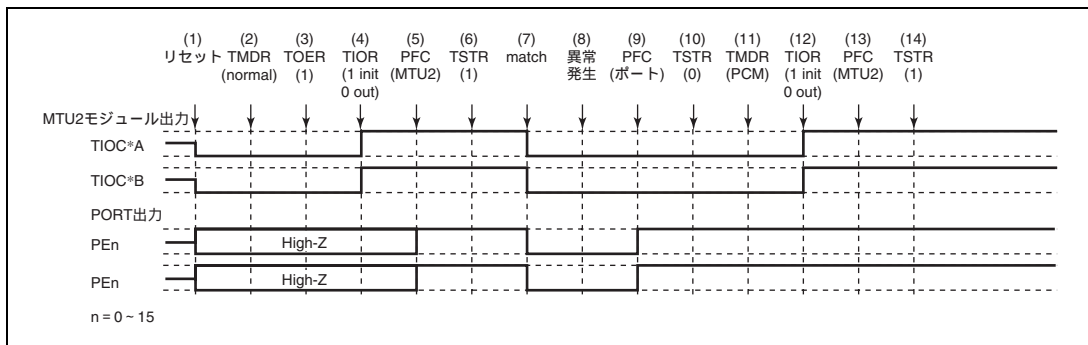 (1) (2) (3) (4) (5) (6) (7) (8) (9) (10) (11) (12) (13) (14)
リセット TMDR TOER TIOR PFC TSTR match 異常 PFC TSTR TMDR TIOR PFC TSTR
(normal) (1) (1 init (MTU2) (1) 発生 (ポート) (0) (PCM) (1 init (MTU2) (1)
0 out) 0 out)
MTU2モジュール出力
TIOC*A
TIOC*B
PORT出力
PEn High-Z
PEn High-Z
n = 0 ~ 15